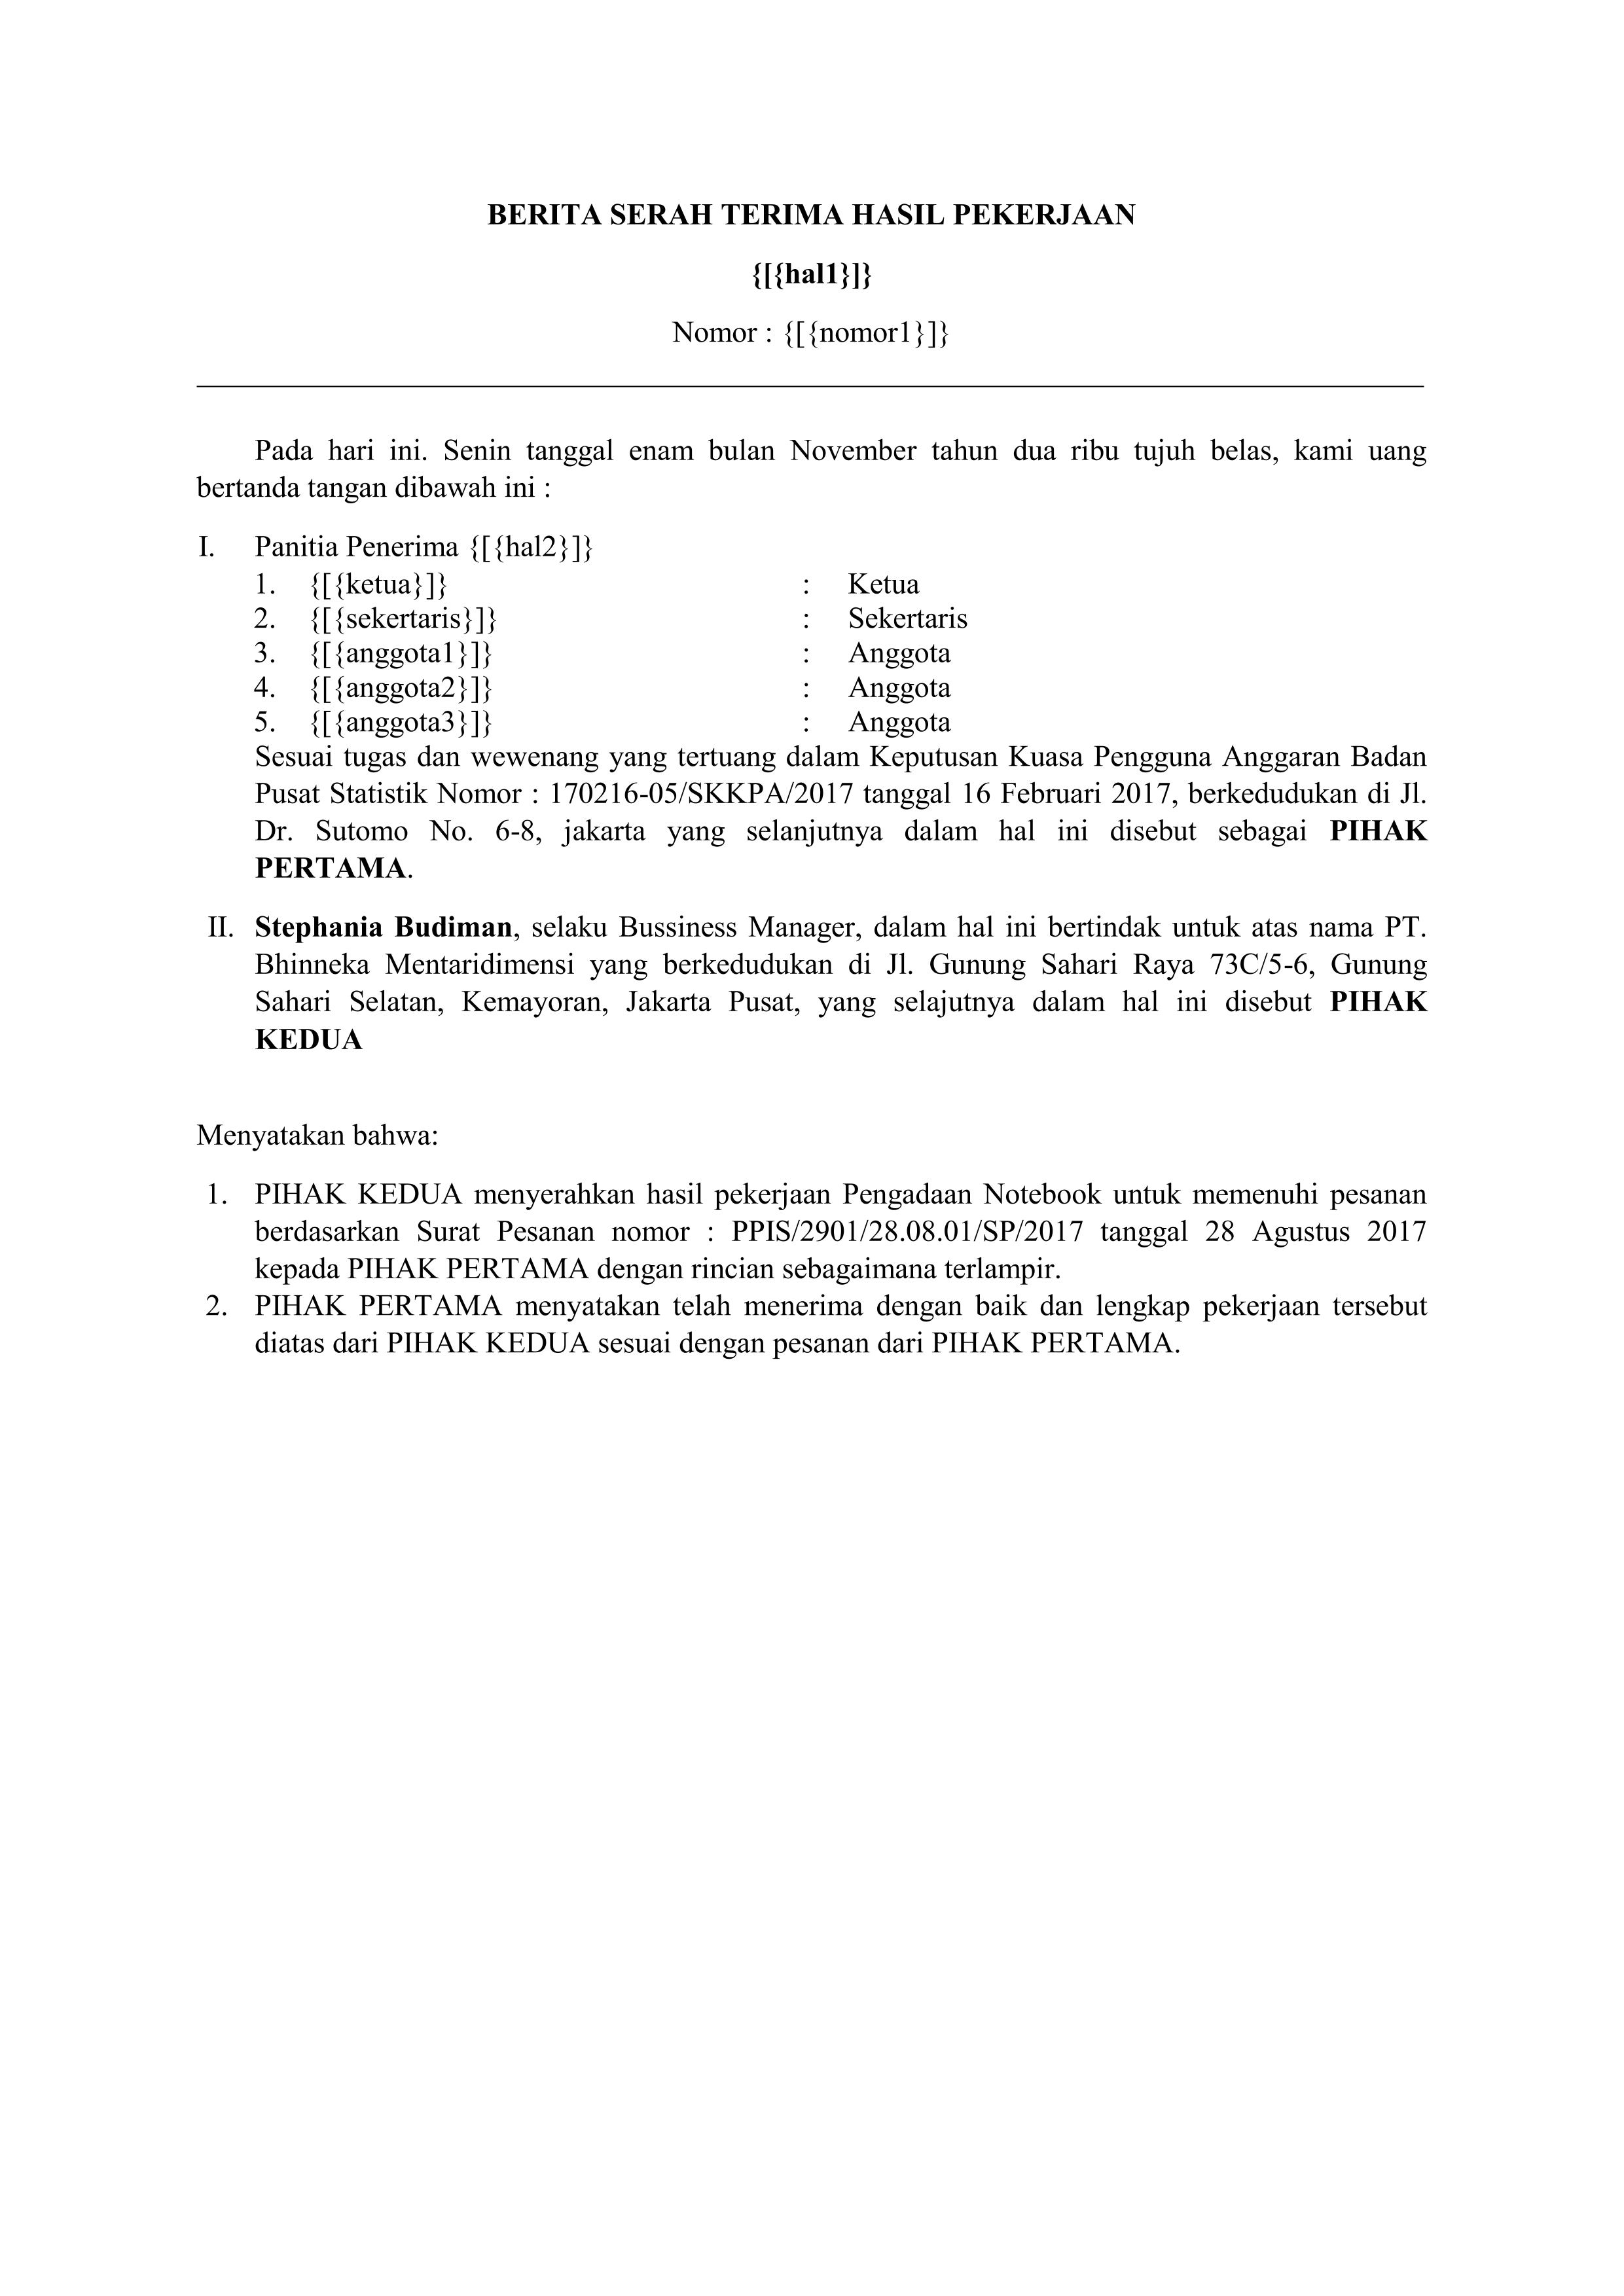 BERITA SERAH TERIMA HASIL PEKERJAAN
{[{hal1}]}
Nomor : {[{nomor1}]}
Pada hari ini. Senin tanggal enam bulan November tahun dua ribu tujuh belas, kami uang
bertanda tangan dibawah ini :
I. Panitia Penerima {[{hal2}]}
1. {[{ketua}]} : Ketua
2. {[{sekertaris}]} : Sekertaris
3. {[{anggota1}]} : Anggota
4. {[{anggota2}]} : Anggota
5. {[{anggota3}]} : Anggota
Sesuai tugas dan wewenang yang tertuang dalam Keputusan Kuasa Pengguna Anggaran Badan
Pusat Statistik Nomor : 170216-05/SKKPA/2017 tanggal 16 Februari 2017, berkedudukan di Jl.
Dr. Sutomo No. 6-8, jakarta yang selanjutnya dalam hal ini disebut sebagai PIHAK
PERTAMA.
II. Stephania Budiman, selaku Bussiness Manager, dalam hal ini bertindak untuk atas nama PT.
Bhinneka Mentaridimensi yang berkedudukan di Jl. Gunung Sahari Raya 73C/5-6, Gunung
Sahari Selatan, Kemayoran, Jakarta Pusat, yang selajutnya dalam hal ini disebut PIHAK
KEDUA
Menyatakan bahwa:
1. PIHAK KEDUA menyerahkan hasil pekerjaan Pengadaan Notebook untuk memenuhi pesanan
berdasarkan Surat Pesanan nomor : PPIS/2901/28.08.01/SP/2017 tanggal 28 Agustus 2017
kepada PIHAK PERTAMA dengan rincian sebagaimana terlampir.
2. PIHAK PERTAMA menyatakan telah menerima dengan baik dan lengkap pekerjaan tersebut
diatas dari PIHAK KEDUA sesuai dengan pesanan dari PIHAK PERTAMA.